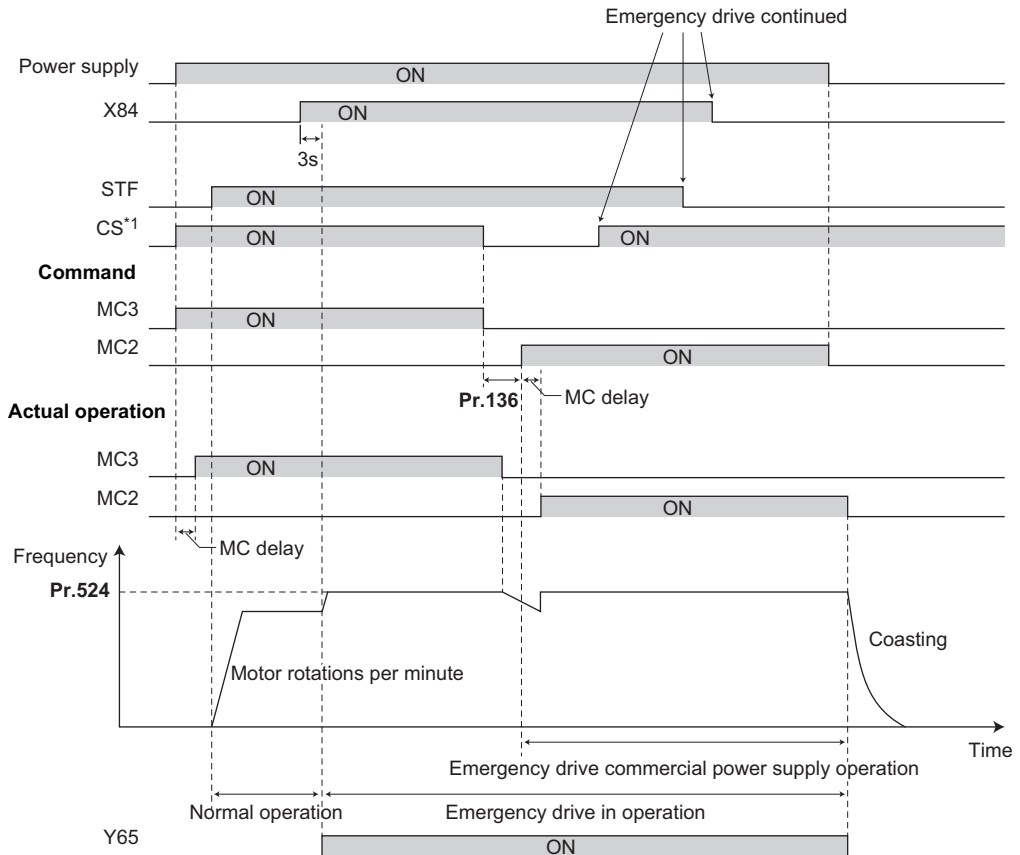 Emergency drive continued
Power supply
ON
X84
ON
3s
STF
ON
CS*1
ON
ON
Command
MC3
ON
MC2
ON
Pr.136
MC delay
Actual operation
MC3
ON
MC2
ON
MC delay
Frequency
Pr.524
Coasting
Motor rotations per minute
Time
Emergency drive commercial power supply operation
Normal operation
Emergency drive in operation
Y65
ON